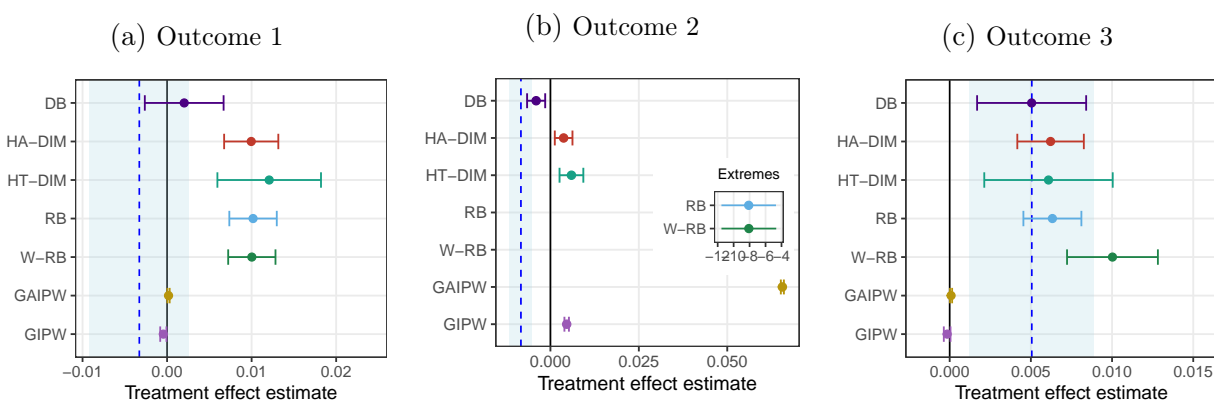 (a) Outcome 1
DB
HA−DIM
HT−DIM
RB
W−RB
GAIPW
GIPW
−0.01 0.00 0.01 0.02
Treatment effect estimate
(b) Outcome 2
DB
HA−DIM
HT−DIM
RB
W−RB
GAIPW
GIPW
Extremes
RB
W−RB
−12−10−8−6−4
0.000 0.025 0.050
Treatment effect estimate
(c) Outcome 3
DB
HA−DIM
HT−DIM
RB
W−RB
GAIPW
GIPW
0.000 0.005 0.010 0.015
Treatment effect estimate